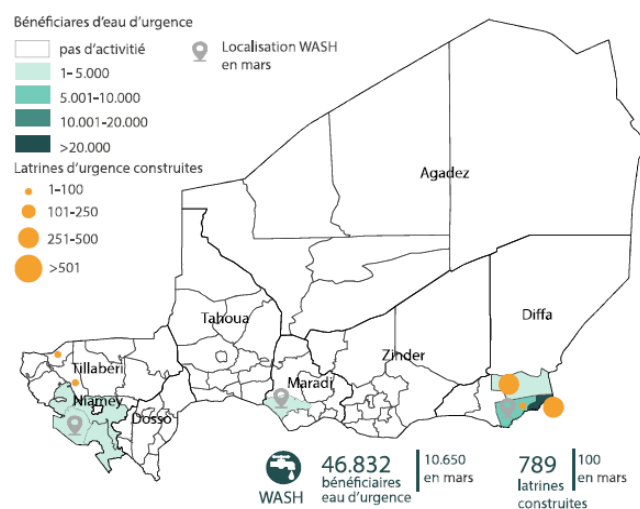 Bénéficiares d'eau d'urgence
pas d'activitié
1-5.000
5.001-10.000
10.001-20.000
>20.000
Localisation WASH
en mars
Latrines d'urgence construites
1-100
101-250
251-500
>501
Agadez
Tahoua
Diffa
Zinder
Tillabéri
Maradi
Niamey
Dosso
WASH
46.832
bénéficiaires
eau d'urgence
10.650
en mars
789
latrines
construites
100
en mars